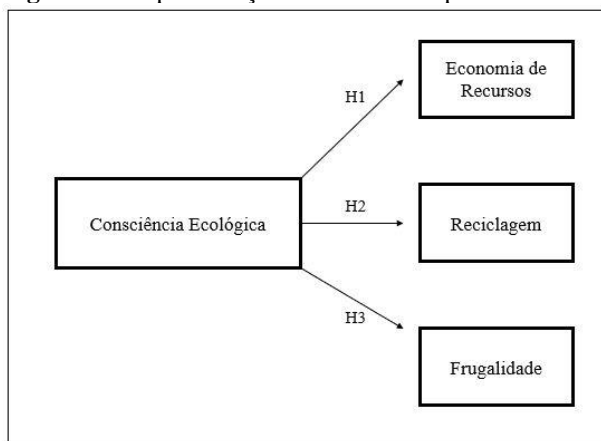 Economia de
Recursos
H1
Consciência Ecológica
H2
Reciclagem
H3
Frugalidade